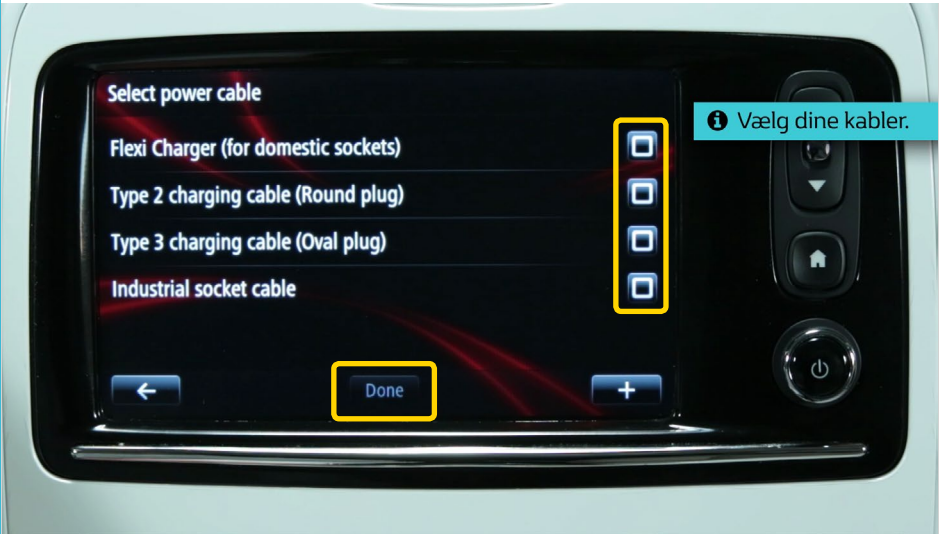 Select power cable
Flexi Charger (for domestic sockets)
Vælg dine kabler.
Type 2 charging cable (Round plug)
Type 3 charging cable (Oval plug)
Industrial socket cable
Done